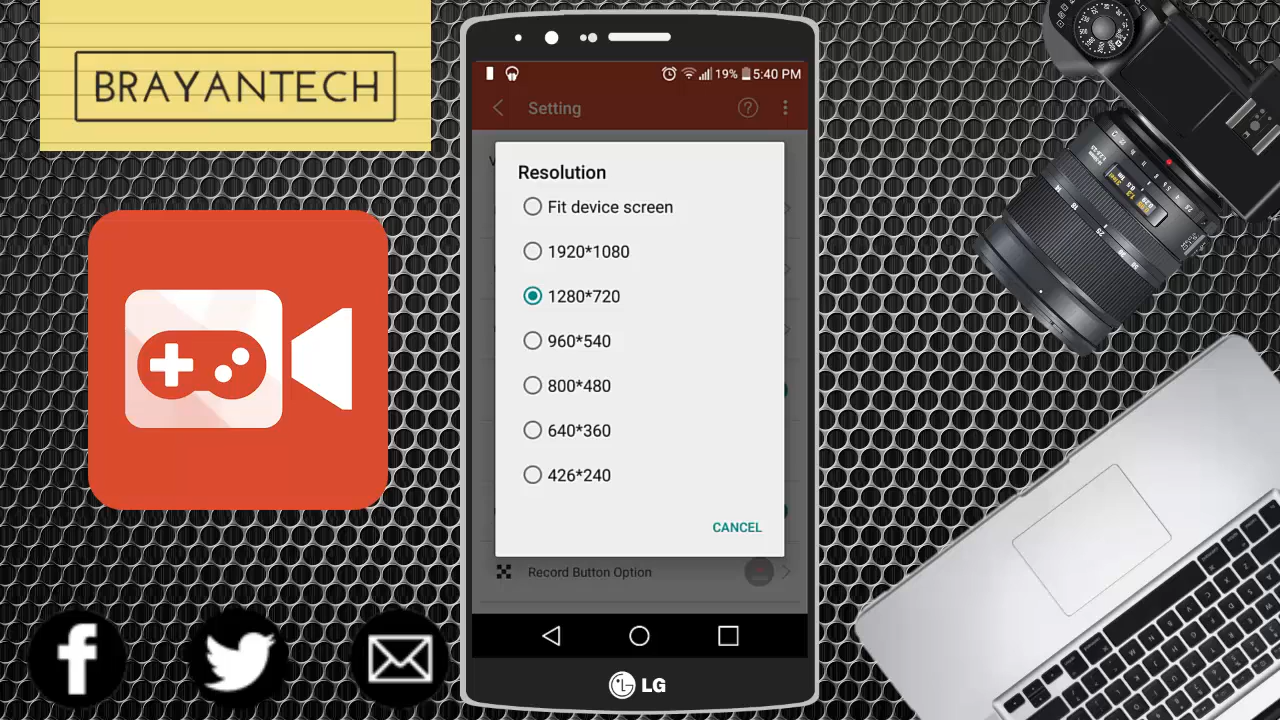 BRAYANTECH
19% 5:40 PM
Setting
Resolution
Fit device screen
1920*1080
1280*720
960*540
800*480
640*360
426*240
CANCEL
Record Button Option
LG